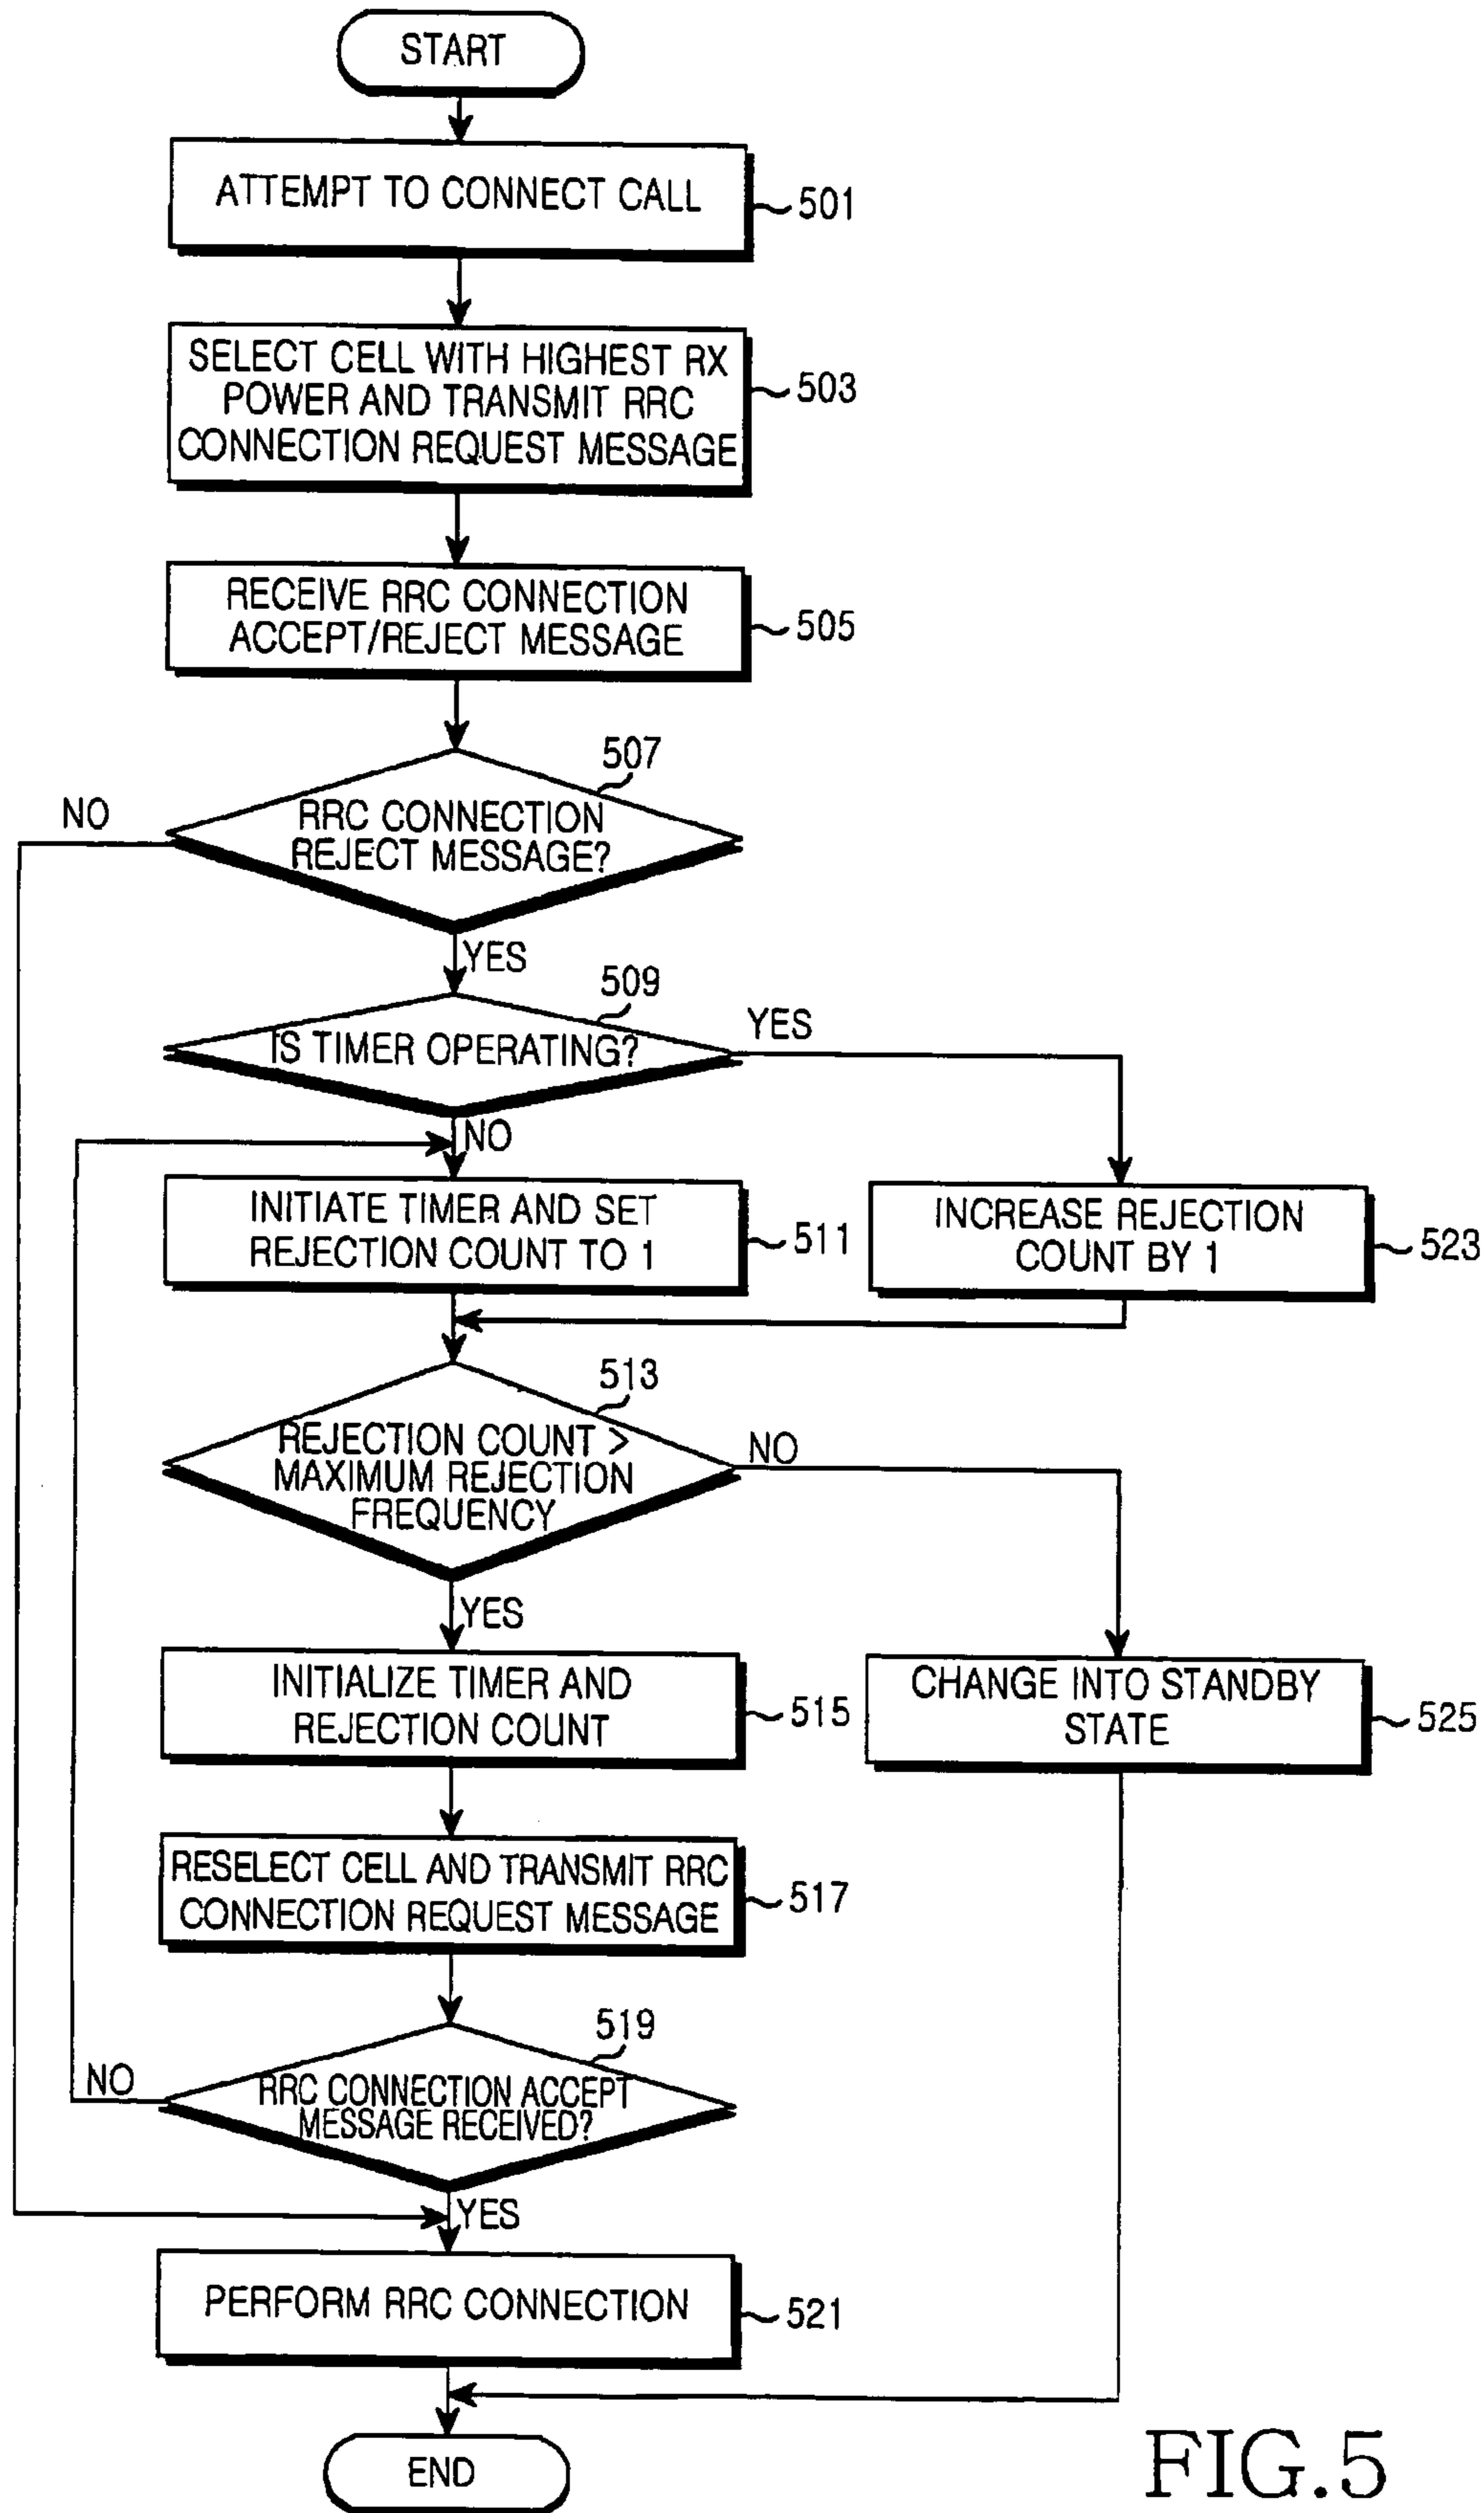 START
ATTEMPT TO CONNECT CALL
501
SELECT CELL WITH HIGHEST RX
POWER AND TRANSMIT RRC
CONNECTION REQUEST MESSAGE
503
RECEIVE RRC CONNECTION
ACCEPT/REJECT MESSAGE
505
507
NO
RRC CONNECTION
REJECT MESSAGE?
YES
509
IS TIMER OPERATING?
YES
NO
INITIATE TIMER AND SET
REJECTION COUNT TO 1
511
INCREASE REJECTION
COUNT BY 1
523
513
REJECTION COUNT >
MAXIMUM REJECTION
FREQUENCY
NO
YES
INITIALIZE TIMER AND
REJECTION COUNT
515
CHANGE INTO STANDBY
STATE
525
RESELECT CELL AND TRANSMIT RRC
CONNECTION REQUEST MESSAGE
517
519
NO
RRC CONNECTION ACCEPT
MESSAGE RECEIVED?
YES
PERFORM RRC CONNECTION
521
END
FIG.5